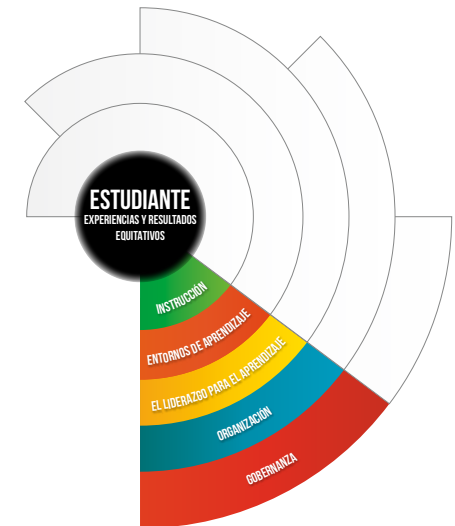 ESTUDIANTE
EXPERIENCIAS Y RESULTADOS
EQUITATIVOS
INSTRUCCIÓN
ENTORNOS DE APRENDIZAJE
EL LIDERAZGO PARA EL APRENDIZAJE
ORGANIZACIÓN
GOBERNANZA